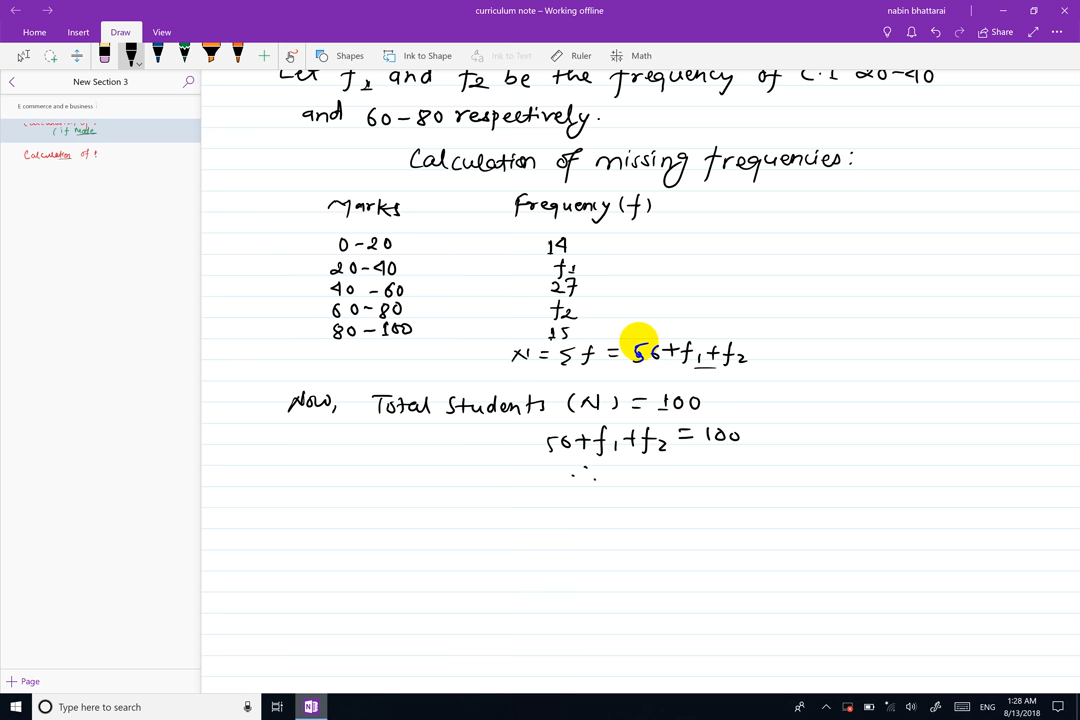 curriculum note – Working offline
nabin bhattarai
Home Insert Draw View
Share
Shapes Ink to Shape Ink to Text Ruler Math
New Section 3
E commerce and e business
(if mode
Calculation of
Let f1 and f2 be the frequency of C.I 20-40
and 60-80 respectively.
Calculation of missing frequencies:
Marks Frequency (f)
0-20 14
20-40 f1
40-60 27
60-80 f2
80-100 15
N = Σf = 56+f1+f2
Now, Total students (N) = 100
56+f1+f2 = 100
∴
+ Page
Type here to search
ENG
1:28 AM
8/13/2018